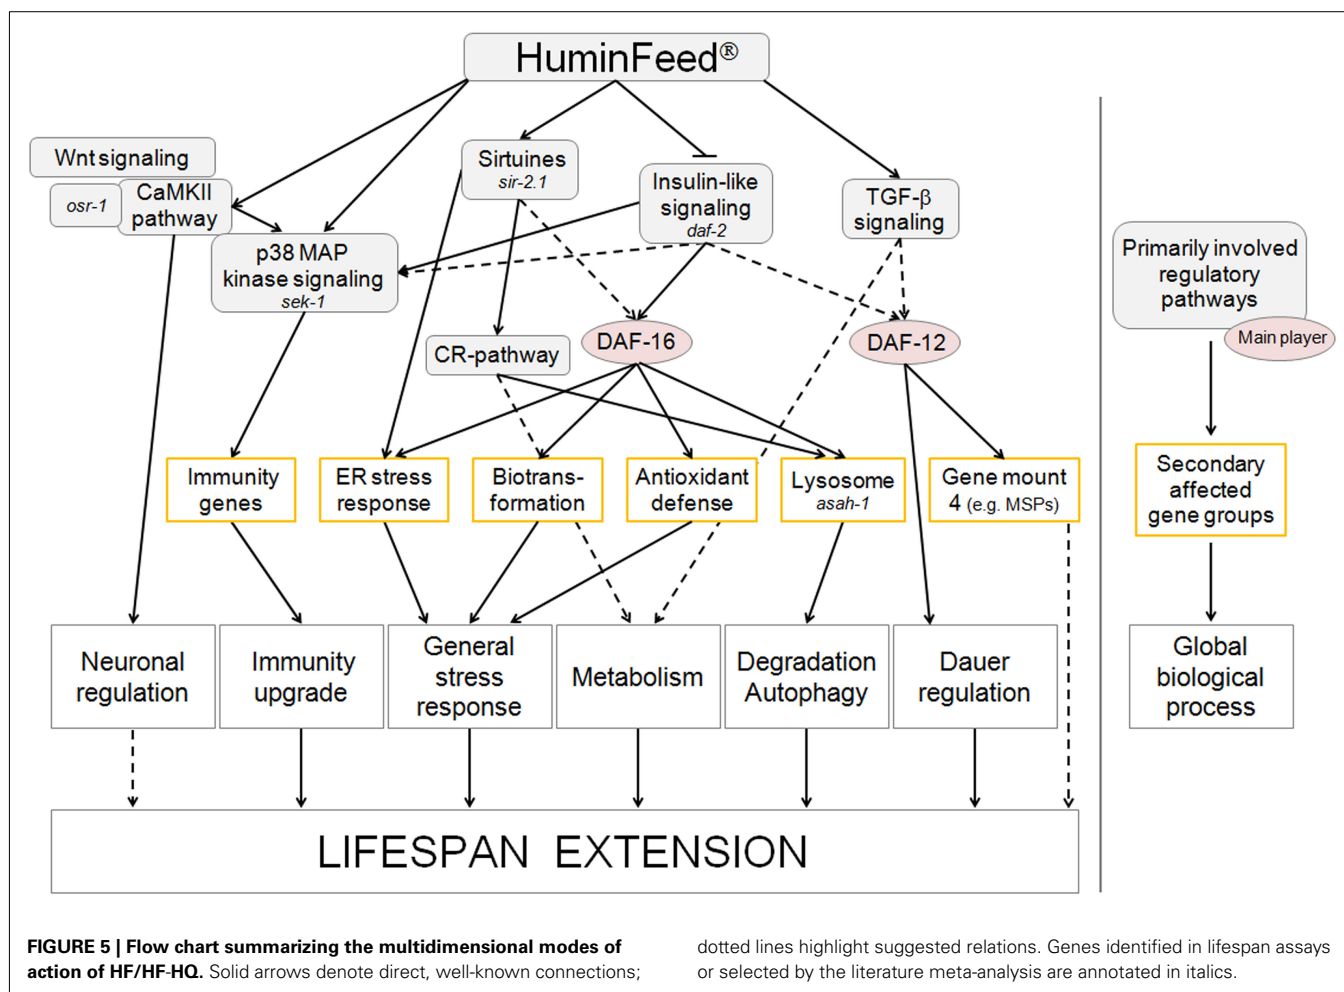 HuminFeed®
Wnt signaling
osr-1
CaMKII
pathway
p38 MAP
kinase signaling
sek-1
Sirtuines
sir-2.1
Insulin-like
signaling
daf-2
TGF-β
signaling
CR-pathway
DAF-16
DAF-12
Immunity
genes
ER stress
response
Biotrans-
formation
Antioxidant
defense
Lysosome
asah-1
Gene mount
4 (e.g. MSPs)
Neuronal
regulation
Immunity
upgrade
General
stress
response
Metabolism
Degradation
Autophagy
Dauer
regulation
LIFESPAN EXTENSION
Primarily involved
regulatory
pathways
Main player
Secondary
affected
gene groups
Global
biological
process
FIGURE 5 | Flow chart summarizing the multidimensional modes of
action of HF/HF-HQ. Solid arrows denote direct, well-known connections;
dotted lines highlight suggested relations. Genes identified in lifespan assays
or selected by the literature meta-analysis are annotated in italics.